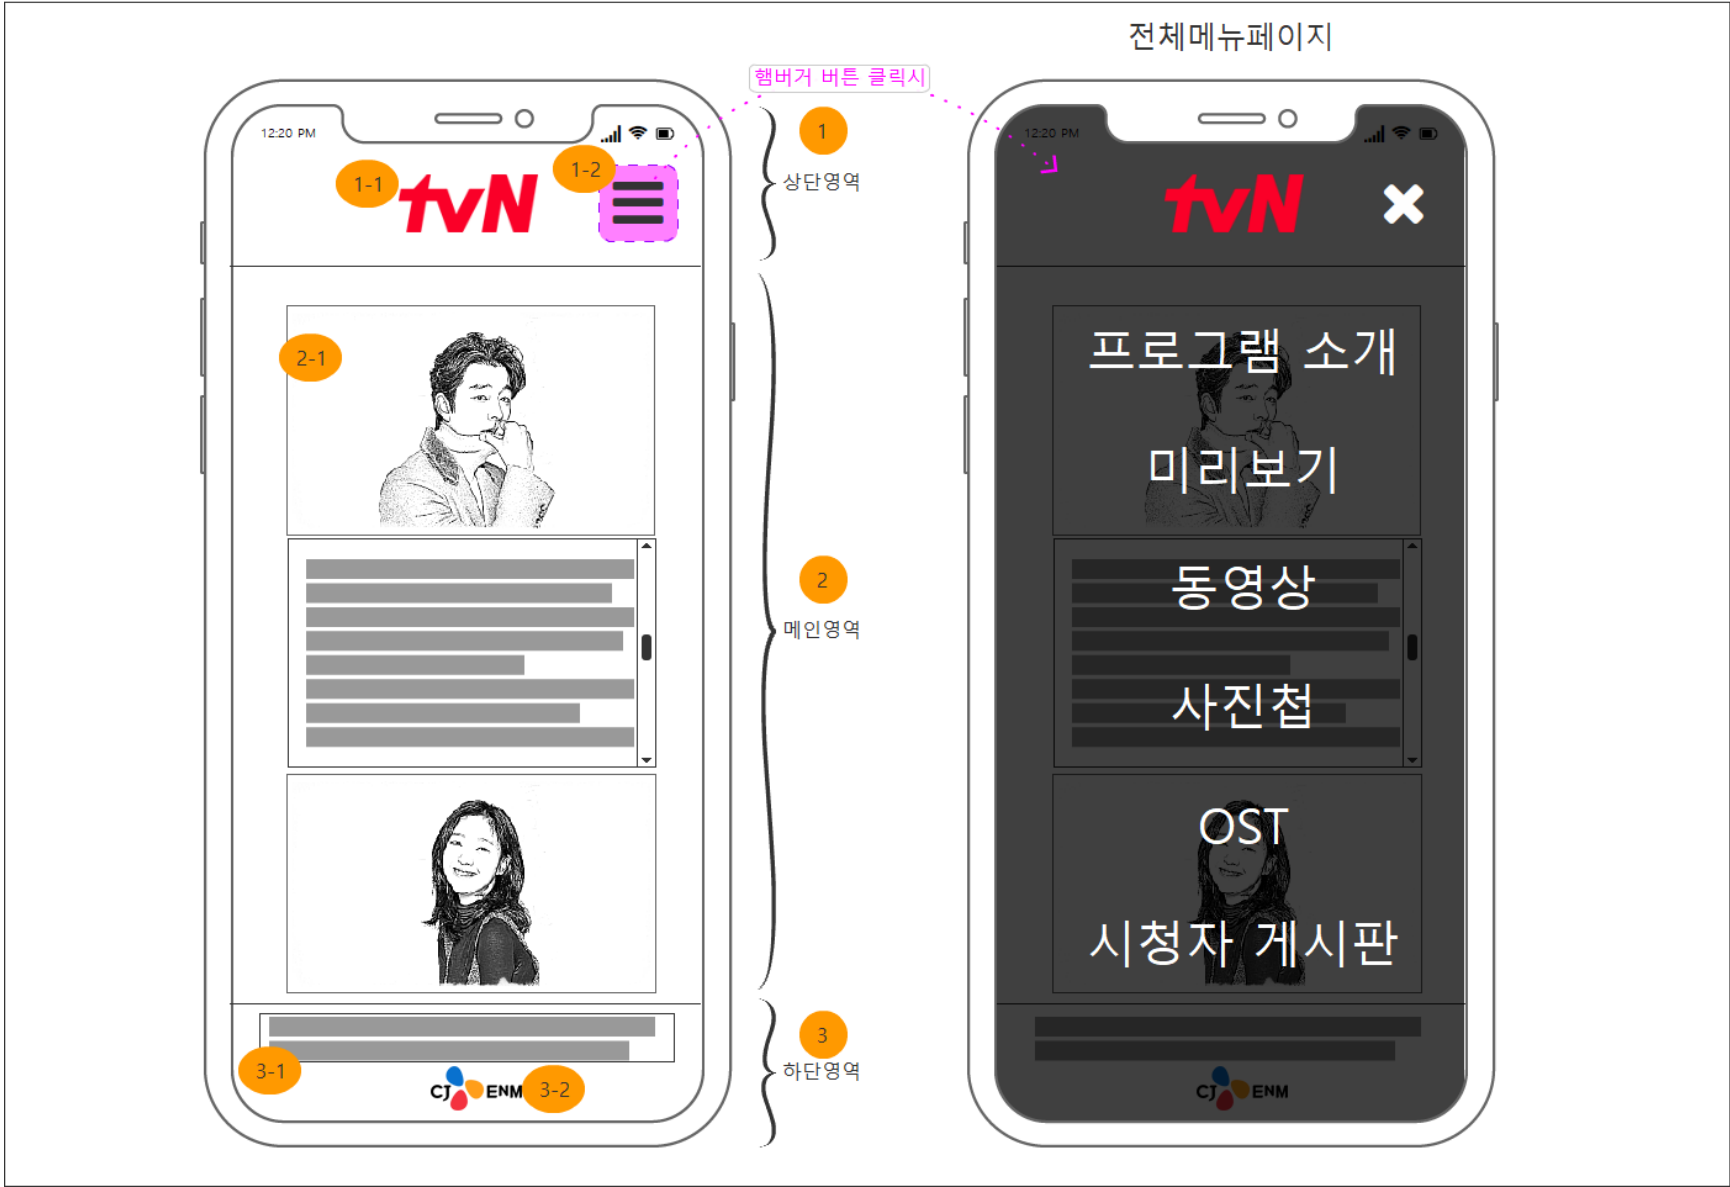 전체메뉴페이지
햄버거 버튼 클릭시
12:20 PM
1-1
tvN
1-2
1
상단영역
2-1
2
메인영역
3-1
CJ ENM
3-2
3
하단영역
12:20 PM
tvN
프로그램 소개
미리보기
동영상
사진첩
OST
시청자 게시판
CJ ENM